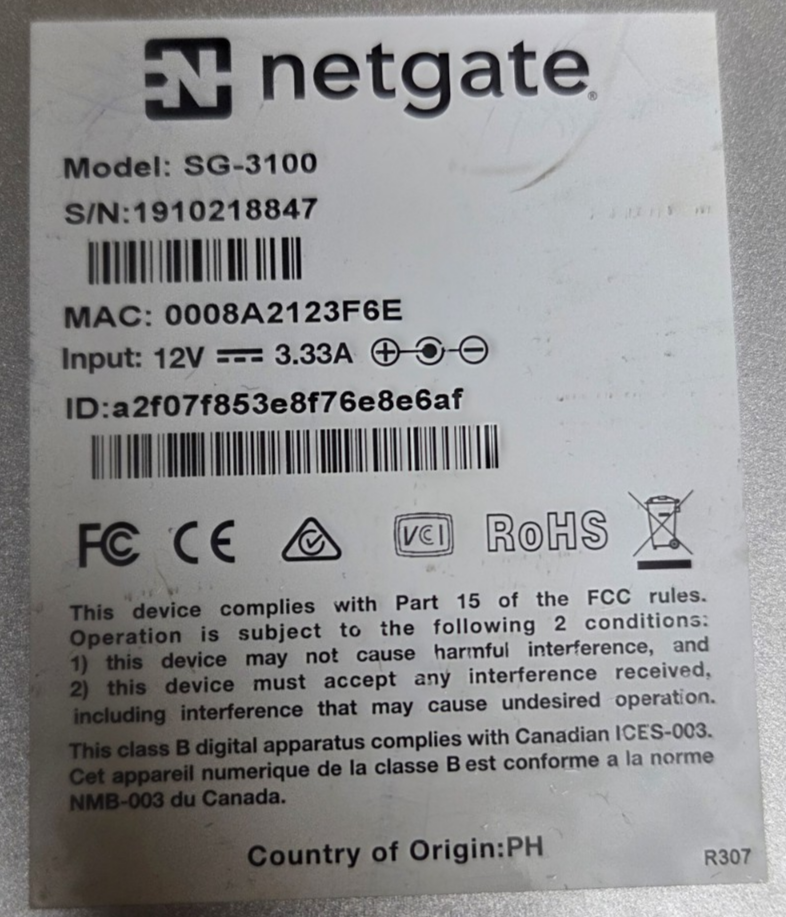 netgate®
Model: SG-3100
S/N:1910218847
MAC: 0008A2123F6E
Input: 12V 3.33A
ID:a2f07f853e8f76e8e6af
FC CE VCI RoHS
This device complies with Part 15 of the FCC rules.
Operation is subject to the following 2 conditions:
1) this device may not cause harmful interference, and
2) this device must accept any interference received,
including interference that may cause undesired operation.
This class B digital apparatus complies with Canadian ICES-003.
Cet appareil numerique de la classe B est conforme a la norme
NMB-003 du Canada.
Country of Origin:PH
R307